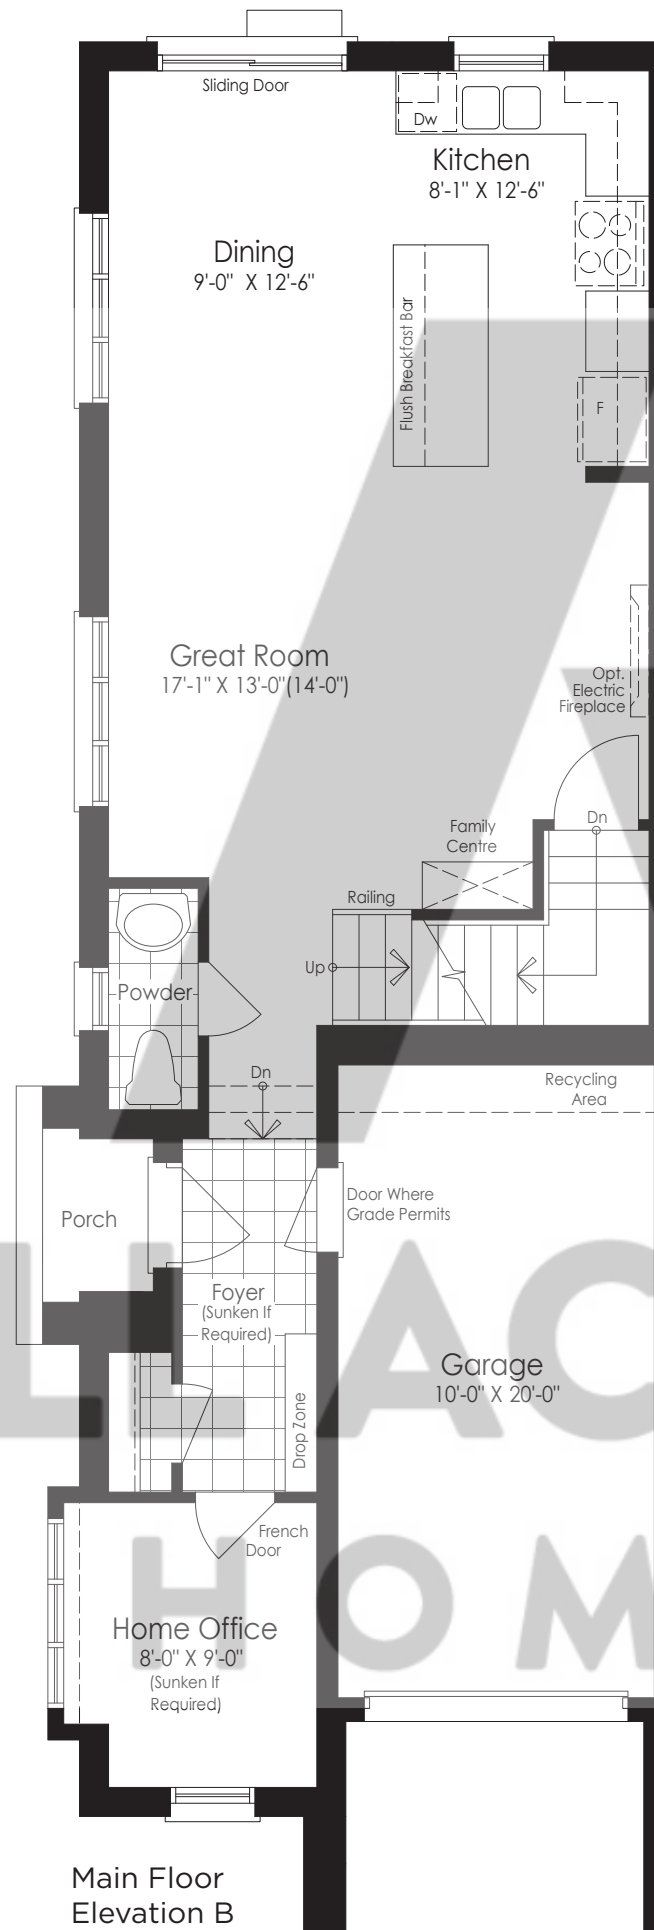 Sliding Door
Dw
Kitchen
8'-1" X 12'-6"
Dining
9'-0" X 12'-6"
Flush Breakfast Bar
F
Great Room
17'-1" X 13'-0"(14'-0")
Opt.
Electric
Fireplace
Dn
Family
Centre
Railing
Up
Powder
Dn
Recycling
Area
Door Where
Grade Permits
Porch
Foyer
(Sunken If
Required)
Garage
10'-0" X 20'-0"
Drop Zone
French
Door
Home Office
8'-0" X 9'-0"
(Sunken If
Required)
LLAC
HOM
Main Floor
Elevation B